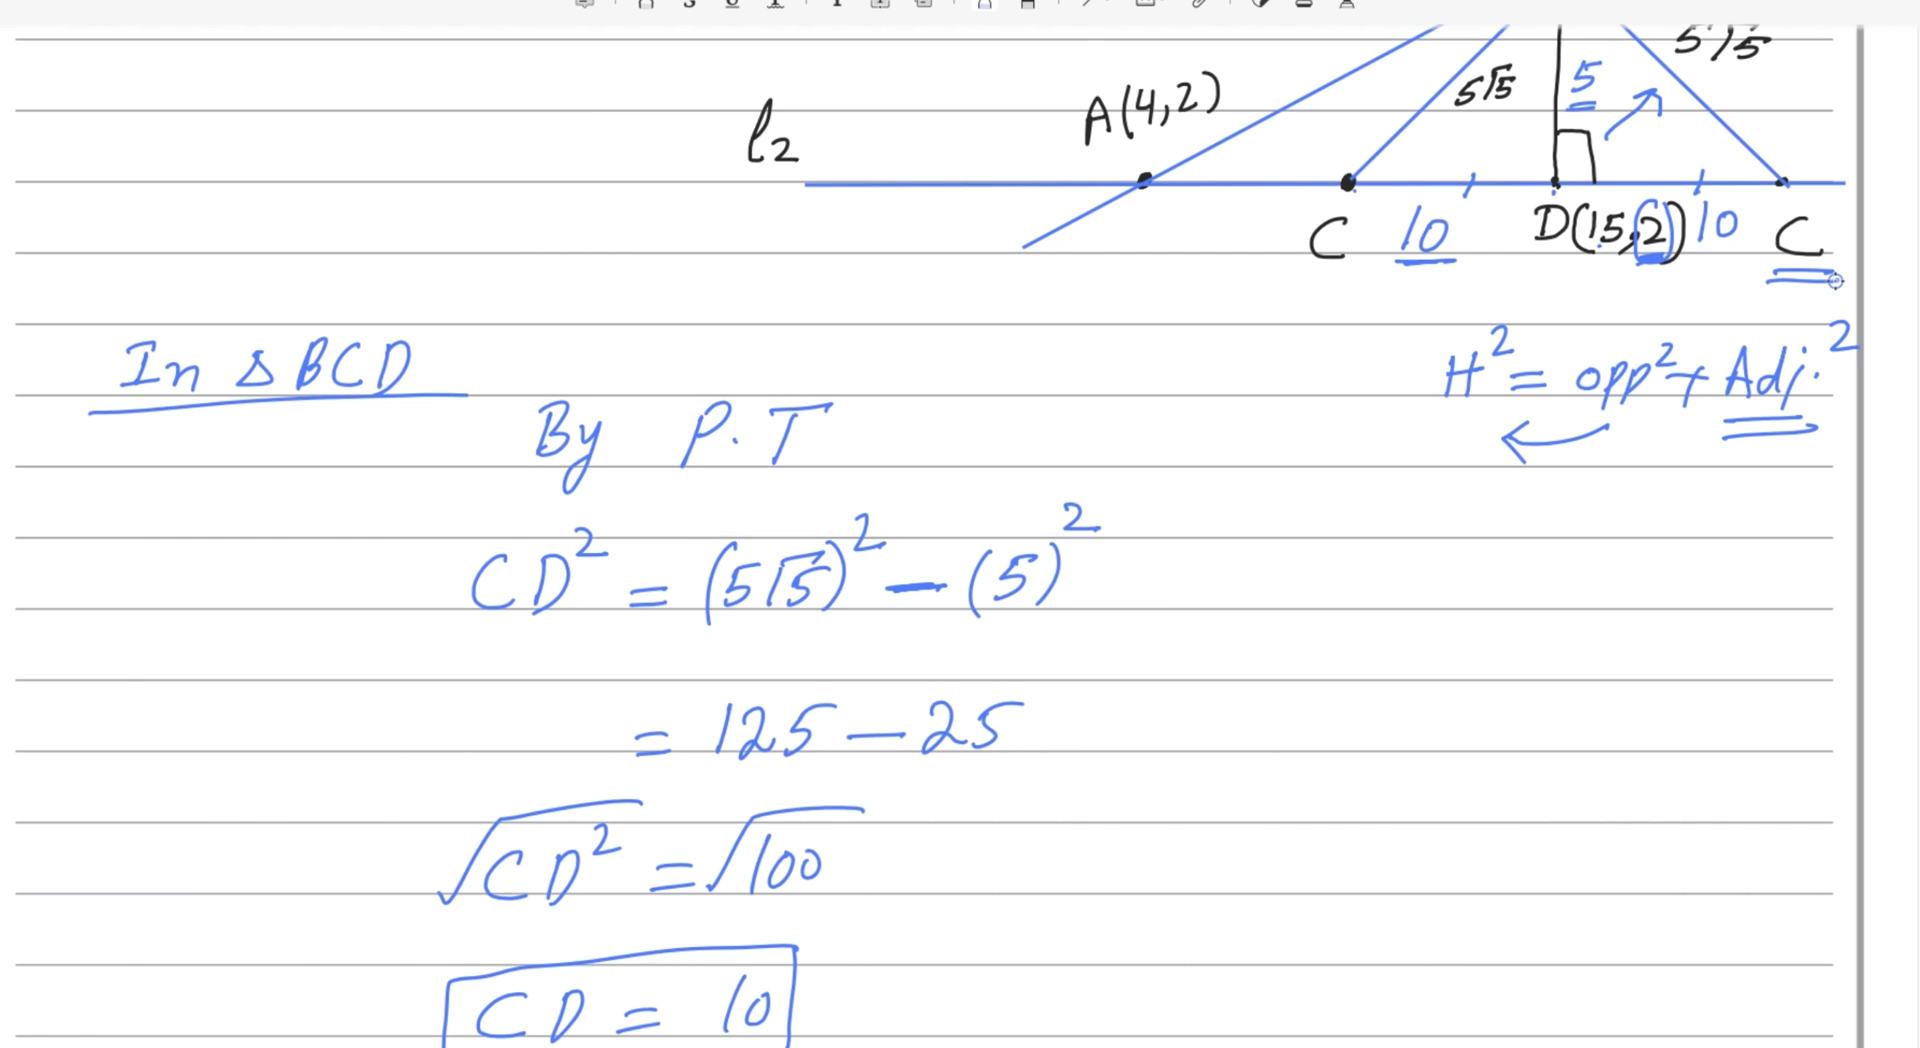 5√5
5√5 5
A(4,2)
l2
C 10 D(15,2) 10 C
In Δ BCD
H² = opp² + Adj.²
By P.T
CD² = (5√5)² – (5)²
= 125 – 25
√CD² = √100
CD = 10